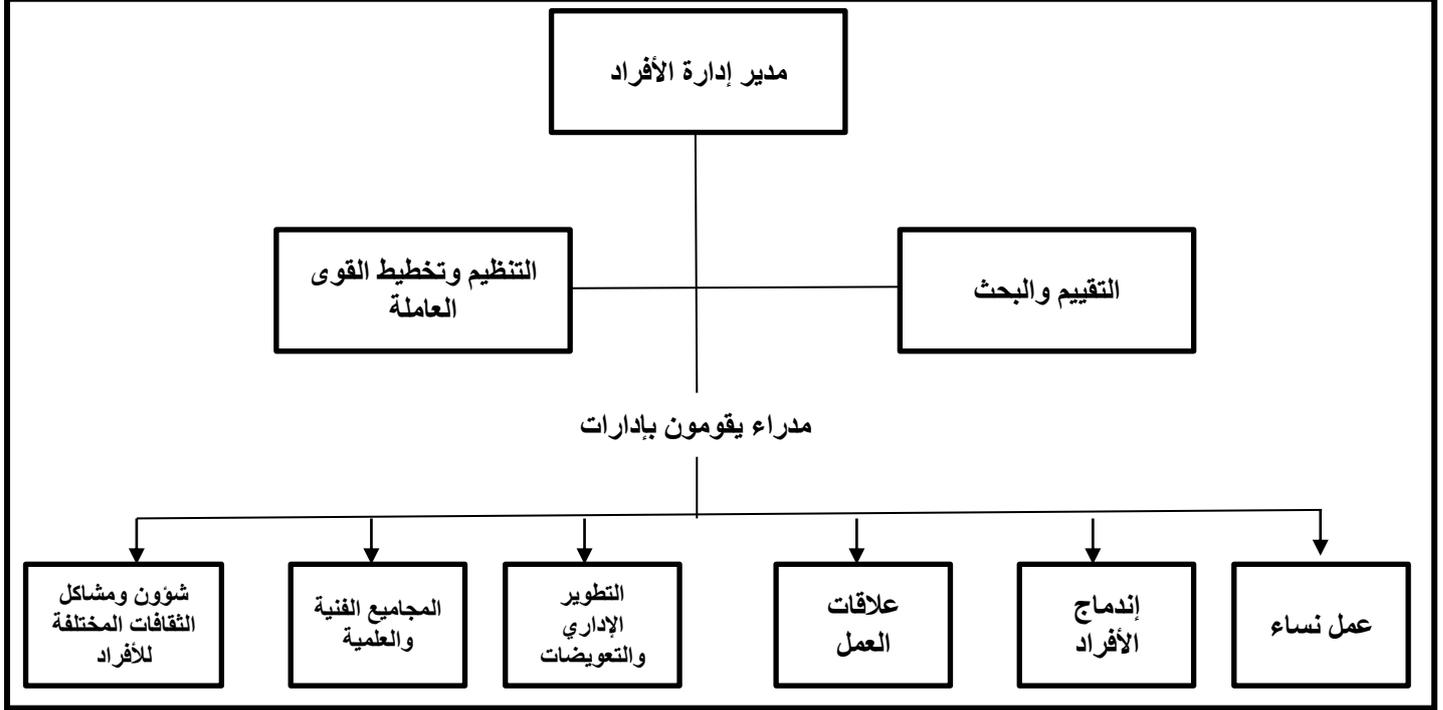 مدير إدارة الأفراد
التقييم والبحث
التنظيم وتخطيط القوى
العاملة
مدراء يقومون بإدارات
عمل نساء
إندماج
الأفراد
علاقات
العمل
التطوير
الإداري
والتعويضات
المجاميع الفنية
والعلمية
شؤون ومشاكل
الثقافات المختلفة
للأفراد